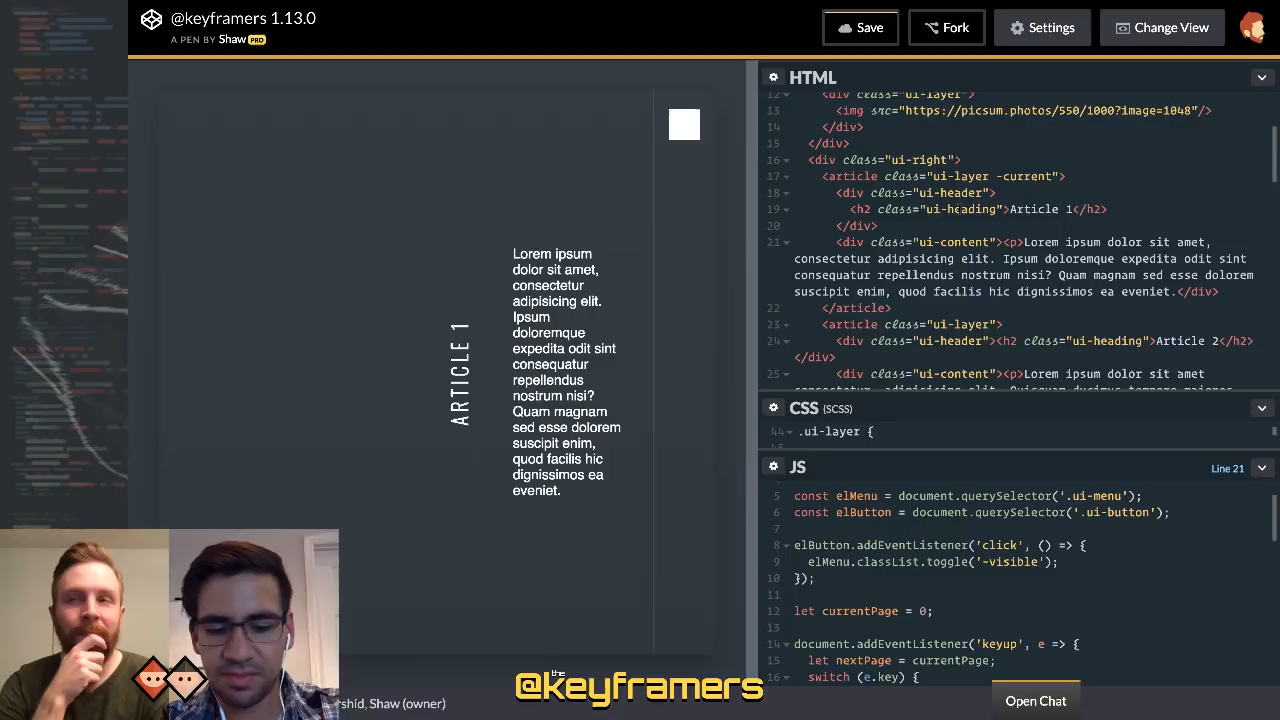 @keyframers 1.13.0
A PEN BY Shaw PRO
Save
Fork
Settings
Change View
ARTICLE 1
Lorem ipsum
dolor sit amet,
consectetur
adipisicing elit.
Ipsum
doloremque
expedita odit sint
consequatur
repellendus
nostrum nisi?
Quam magnam
sed esse dolorem
suscipit enim,
quod facilis hic
dignissimos ea
eveniet.
HTML
12 <div class="ui-layer">
13 <img src="https://picsum.photos/550/1000?image=1048"/>
14 </div>
15 </div>
16 <div class="ui-right">
17 <article class="ui-layer -current">
18 <div class="ui-header">
19 <h2 class="ui-heading">Article 1</h2>
20 </div>
21 <div class="ui-content"><p>Lorem ipsum dolor sit amet,
consectetur adipisicing elit. Ipsum doloremque expedita odit sint
consequatur repellendus nostrum nisi? Quam magnam sed esse dolorem
suscipit enim, quod facilis hic dignissimos ea eveniet.</div>
22 </article>
23 <article class="ui-layer">
24 <div class="ui-header"><h2 class="ui-heading">Article 2</h2>
</div>
25 <div class="ui-content"><p>Lorem ipsum dolor sit amet
CSS (SCSS)
44 .ui-layer {
JS
Line 21
5 const elMenu = document.querySelector('.ui-menu');
6 const elButton = document.querySelector('.ui-button');
7
8 elButton.addEventListener('click', () => {
9 elMenu.classList.toggle('-visible');
10 });
11
12 let currentPage = 0;
13
14 document.addEventListener('keyup', e => {
15 let nextPage = currentPage;
16 switch (e.key) {
the
@keyframers
rshid, Shaw (owner)
Open Chat